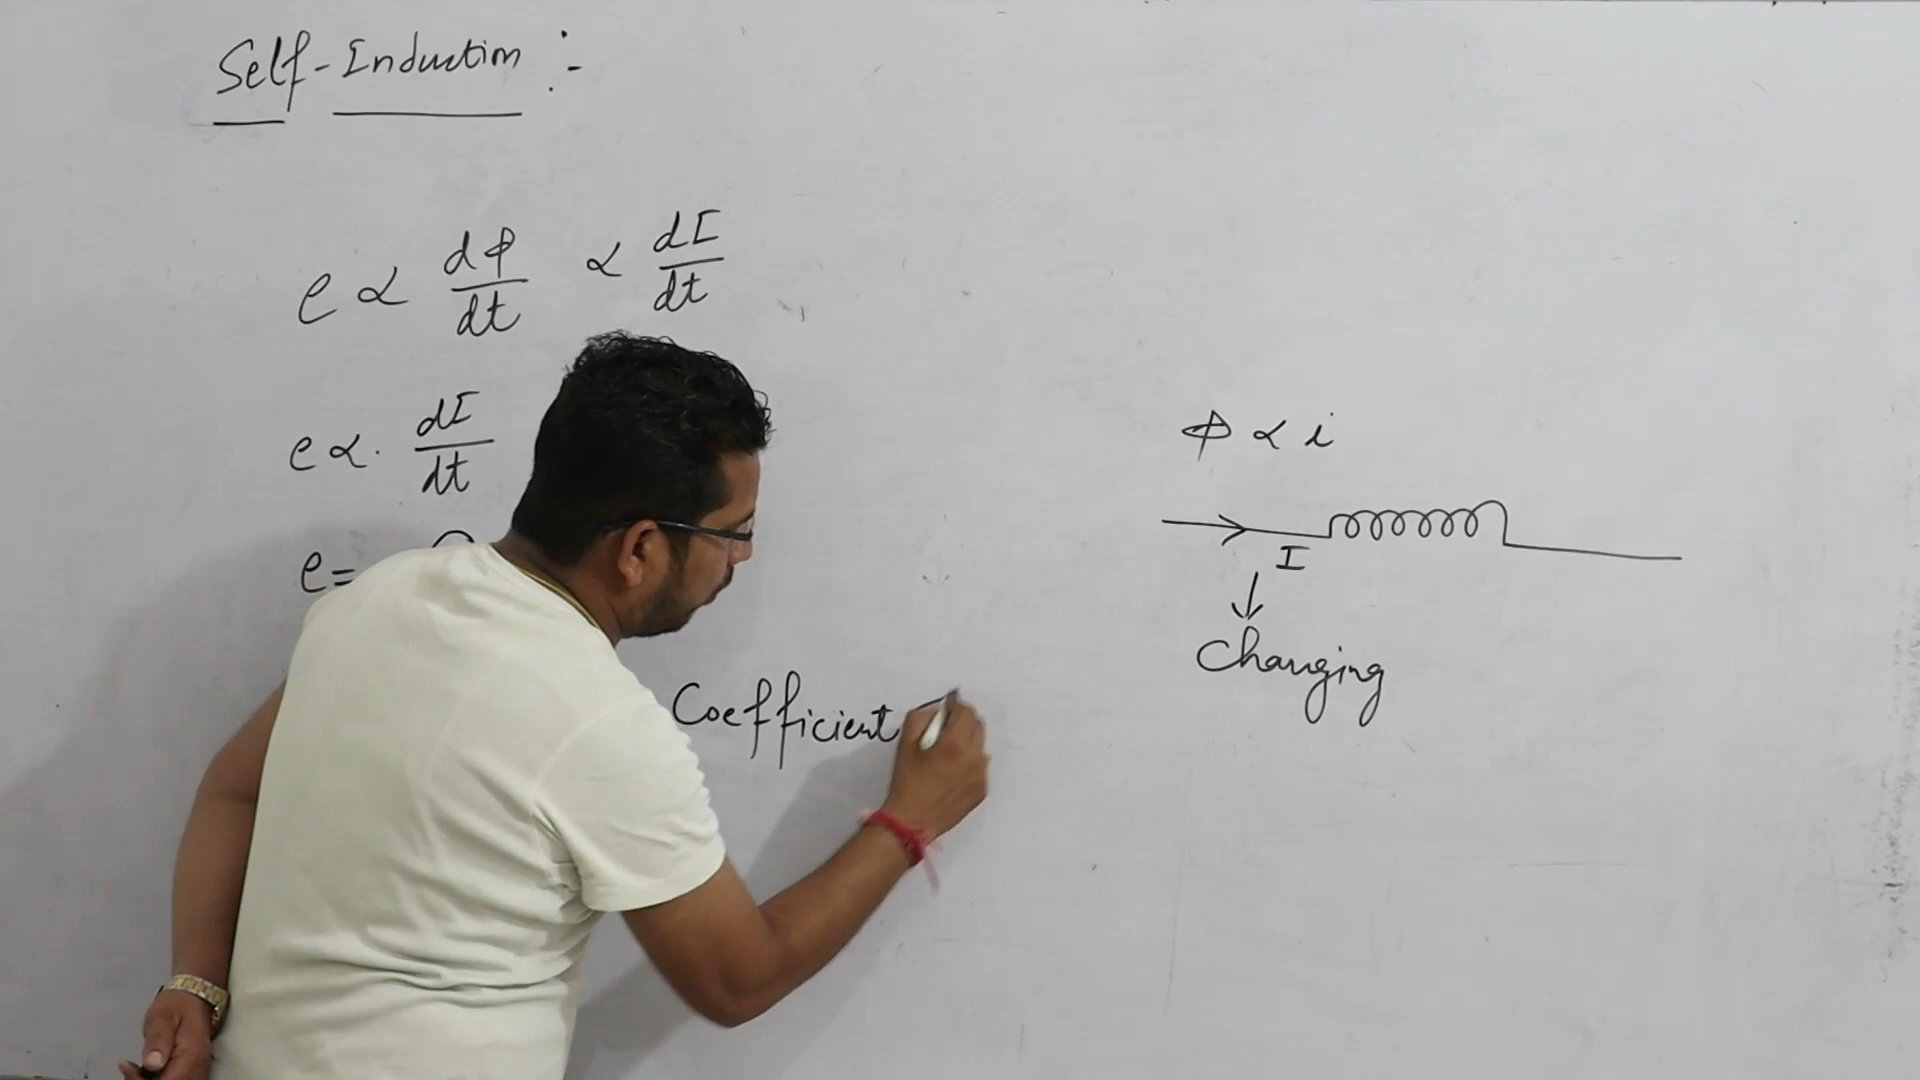 Self-Induction :-
e ∝ dφ/dt ∝ dI/dt
e ∝. dI/dt
e=
Coefficient
φ ∝ i
I
↓
Changing